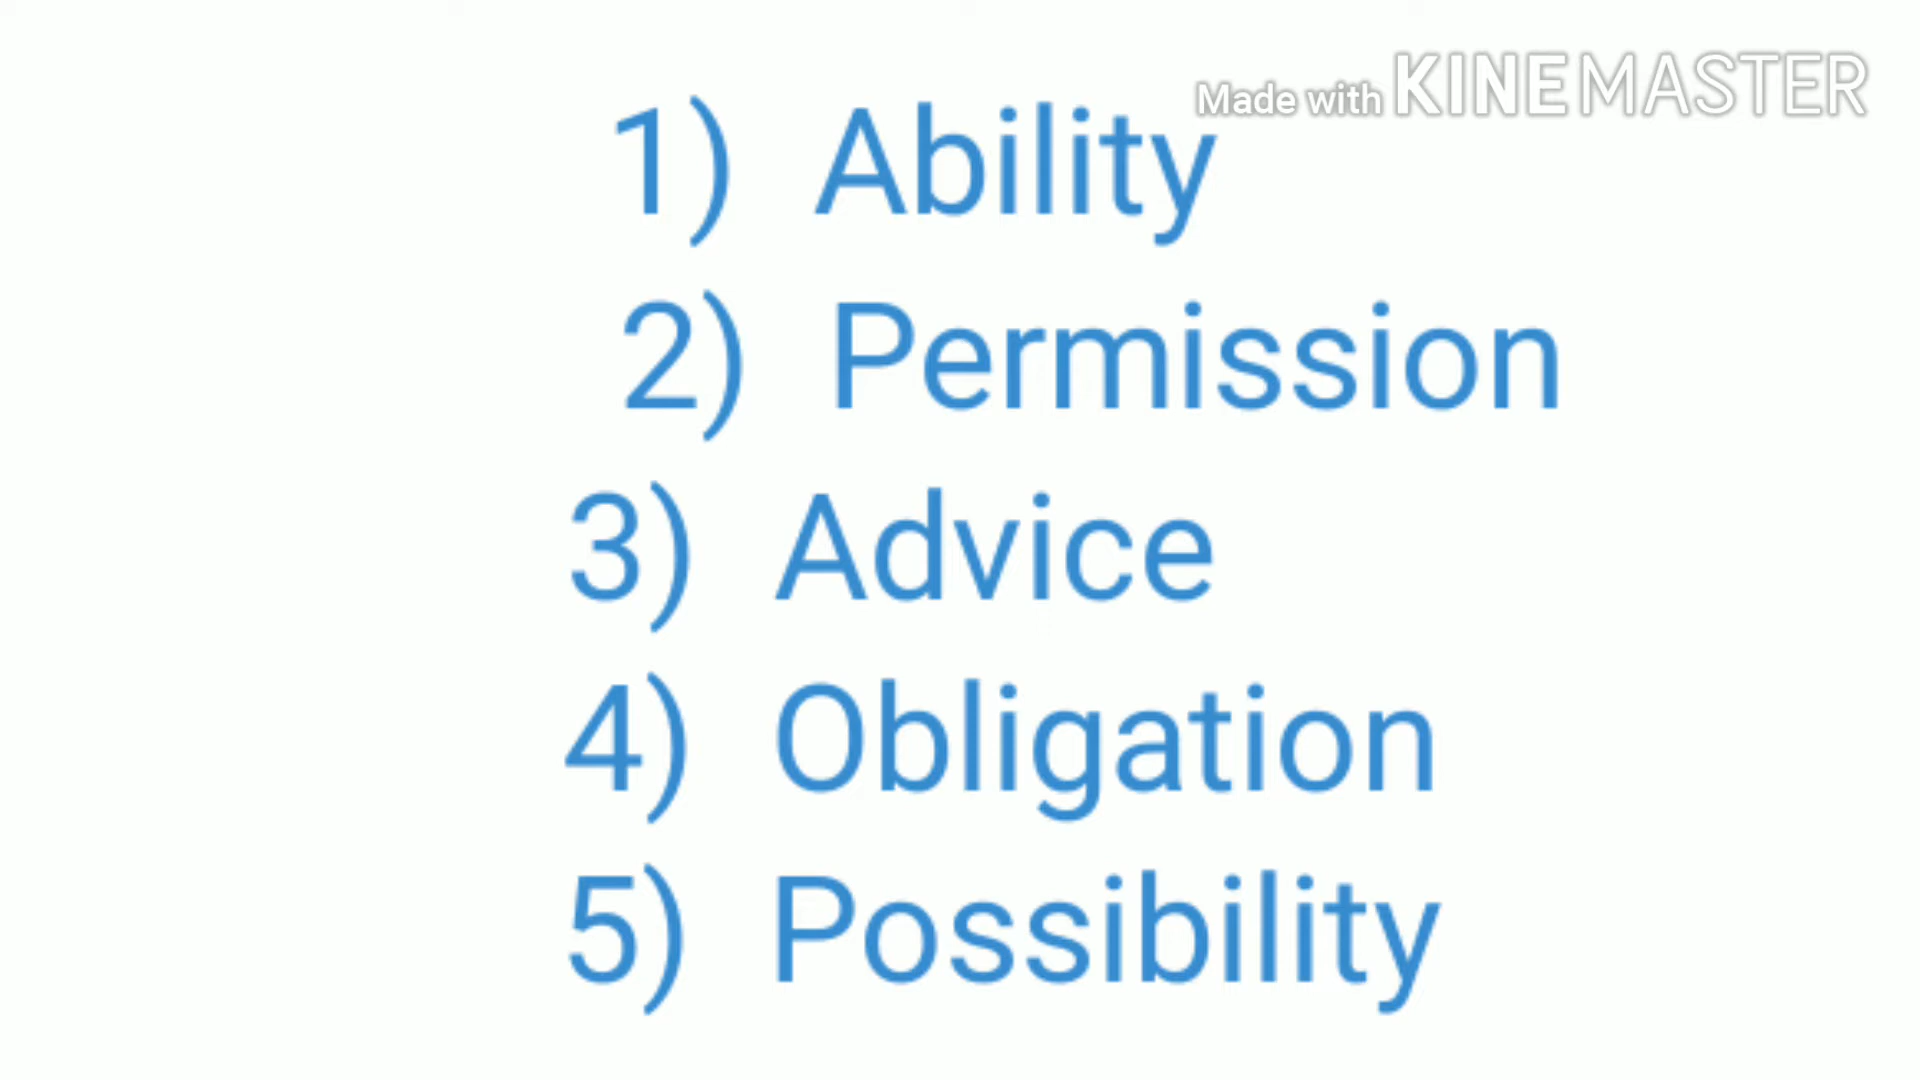 Made with KINEMASTER
1) Ability
2) Permission
3) Advice
4) Obligation
5) Possibility